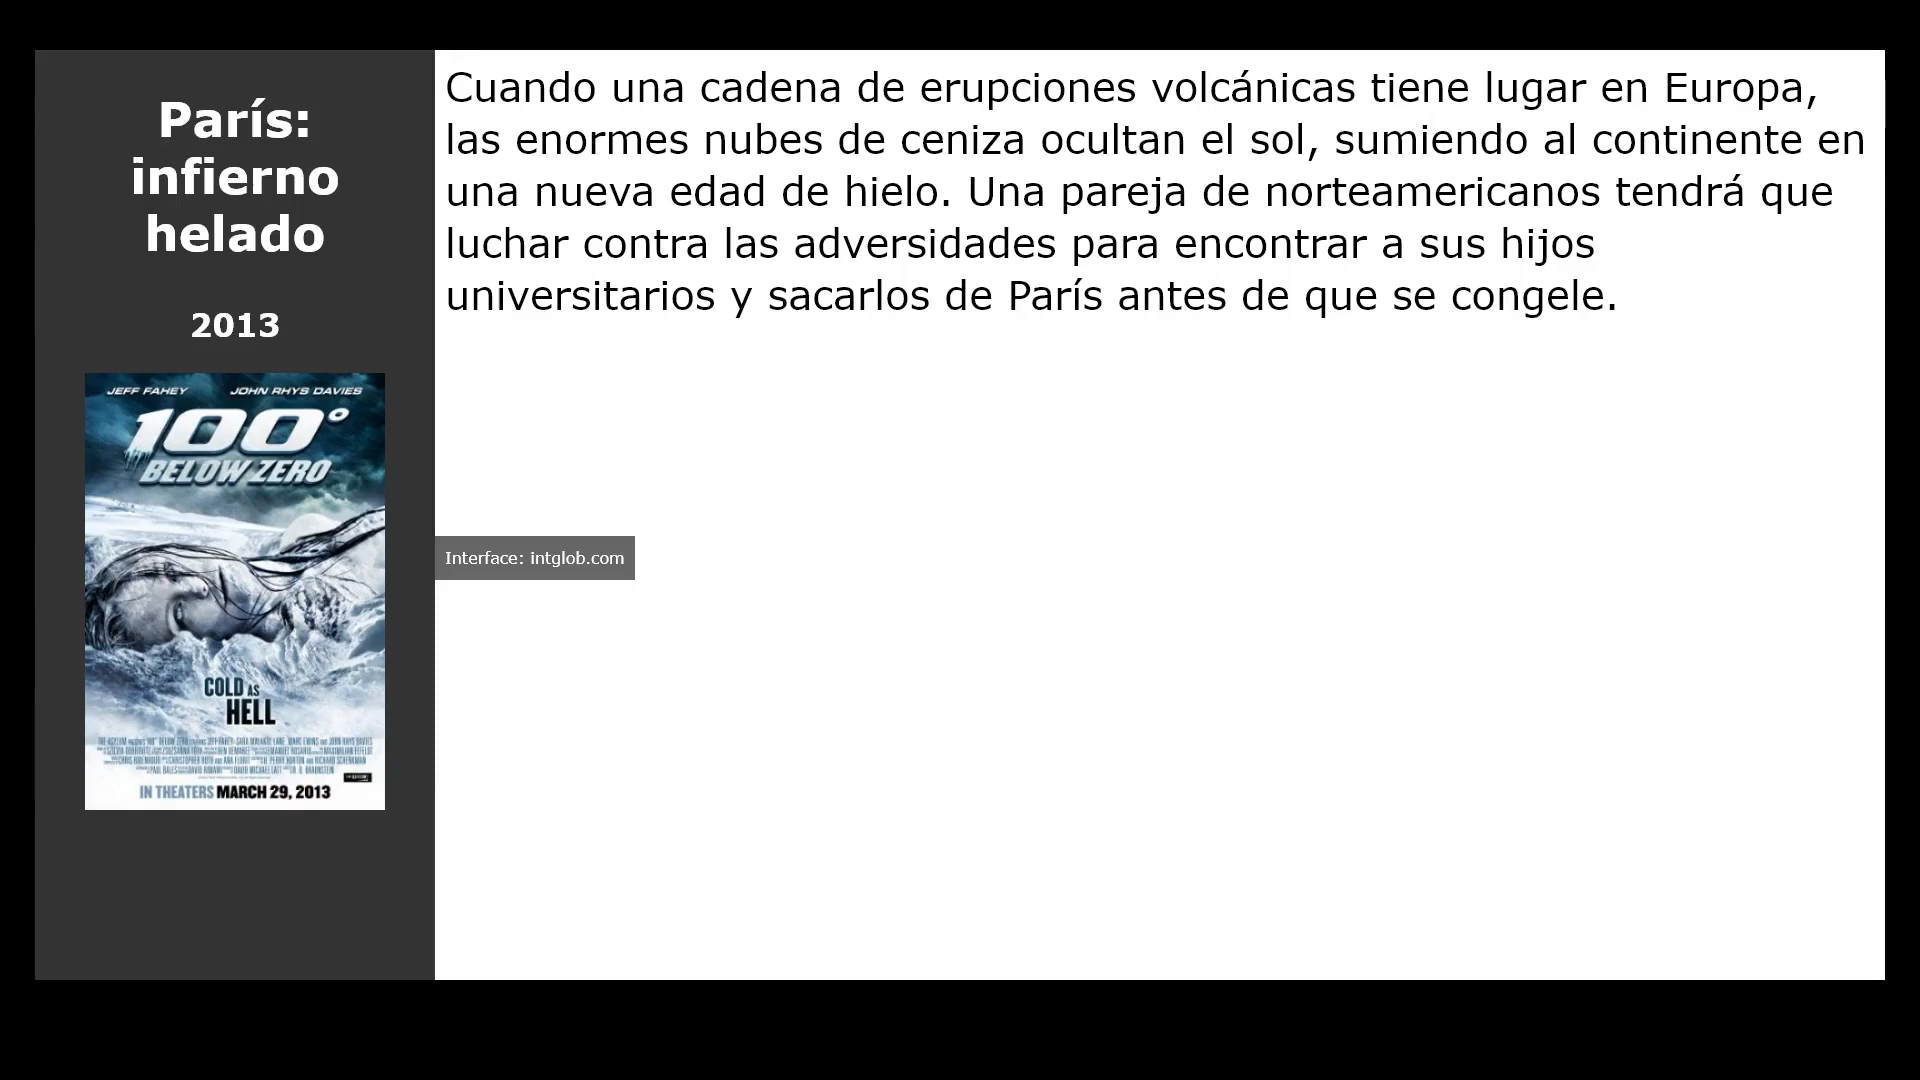 París:
infierno
helado
2013
JEFF FAHEY JOHN RHYS DAVIES
100°
BELOW ZERO
COLD AS
HELL
IN THEATERS MARCH 29, 2013
Cuando una cadena de erupciones volcánicas tiene lugar en Europa,
las enormes nubes de ceniza ocultan el sol, sumiendo al continente en
una nueva edad de hielo. Una pareja de norteamericanos tendrá que
luchar contra las adversidades para encontrar a sus hijos
universitarios y sacarlos de París antes de que se congele.
Interface: intglob.com